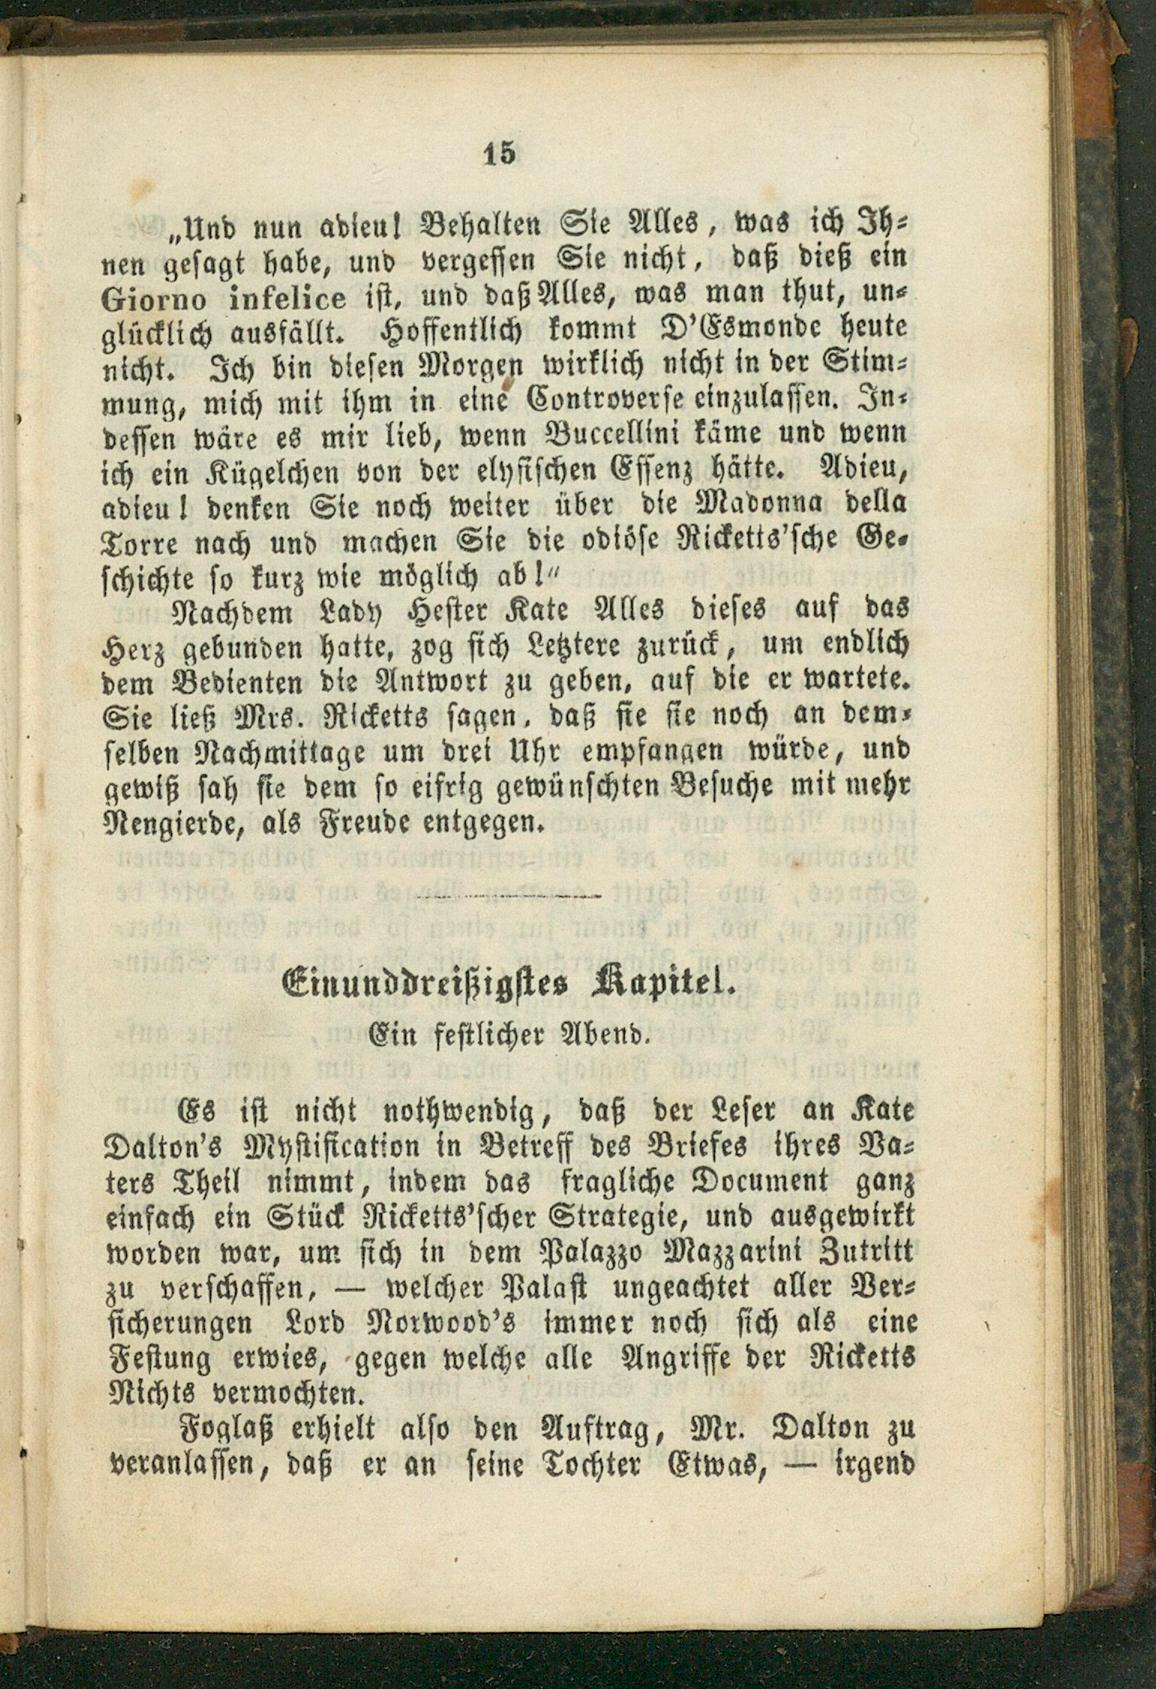 15
„Und nun adieu! Behalten Sie Alles, was ich Ih-
nen gesagt habe, und vergessen Sie nicht, daß dieß ein
Giorno infelice ist, und daß Alles, was man thut, un-
glücklich ausfällt. Hoffentlich kommt D'Esmonde heute
nicht. Ich bin diesen Morgen wirklich nicht in der Stim-
mung, mich mit ihm in eine Controverse einzulassen. In-
dessen wäre es mir lieb, wenn Buccellini käme und wenn
ich ein Kügelchen von der elysischen Essenz hätte. Adieu,
adieu! denken Sie noch weiter über die Madonna della
Torre nach und machen Sie die odiöse Ricketts'sche Ge-
schichte so kurz wie möglich ab!“
Nachdem Lady Hester Kate Alles dieses auf das
Herz gebunden hatte, zog sich Letztere zurück, um endlich
dem Bedienten die Antwort zu geben, auf die er wartete.
Sie ließ Mrs. Ricketts sagen, daß sie sie noch an dem-
selben Nachmittage um drei Uhr empfangen würde, und
gewiß sah sie dem so eifrig gewünschten Besuche mit mehr
Nengierde, als Freude entgegen.
Einunddreißigstes Kapitel.
Ein festlicher Abend.
Es ist nicht nothwendig, daß der Leser an Kate
Dalton's Mystification in Betreff des Briefes ihres Va-
ters Theil nimmt, indem das fragliche Document ganz
einfach ein Stück Ricketts'scher Strategie, und ausgewirkt
worden war, um sich in dem Palazzo Mazzarini Zutritt
zu verschaffen, — welcher Palast ungeachtet aller Ver-
sicherungen Lord Norwood's immer noch sich als eine
Festung erwies, gegen welche alle Angriffe der Ricketts
Nichts vermochten.
Foglaß erhielt also den Auftrag, Mr. Dalton zu
veranlassen, daß er an seine Tochter Etwas, — irgend